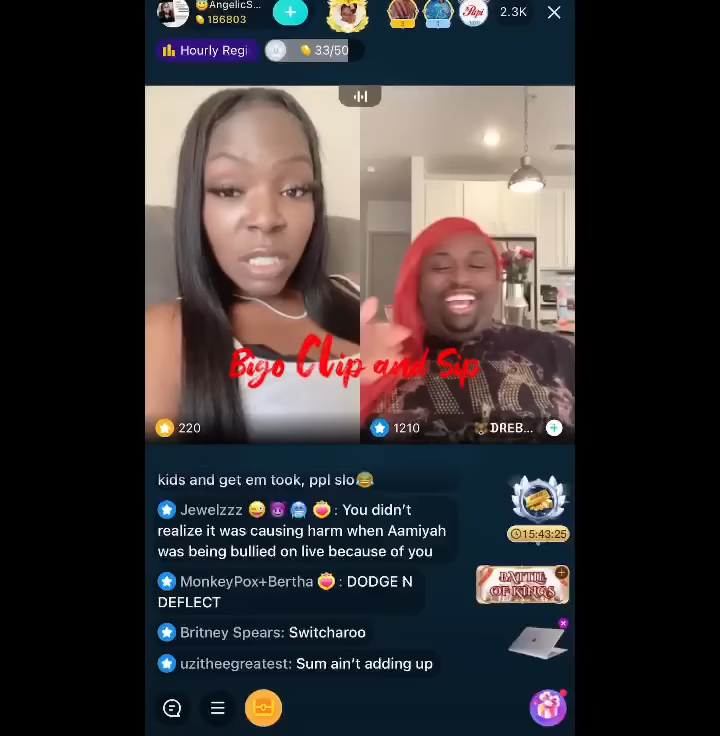 AngelicS...
186803
2.3K
Hourly Regi
33/50
Bigo Clip and Sip
220
1210
DREB...
kids and get em took, ppl slo😂
Jewelzzz 😜😈🥶😍: You didn't
realize it was causing harm when Aamiyah
was being bullied on live because of you
MonkeyPox+Bertha 😍: DODGE N
DEFLECT
Britney Spears: Switcharoo
uzitheegreatest: Sum ain't adding up
15:43:25
BATTLE
OF KINGS